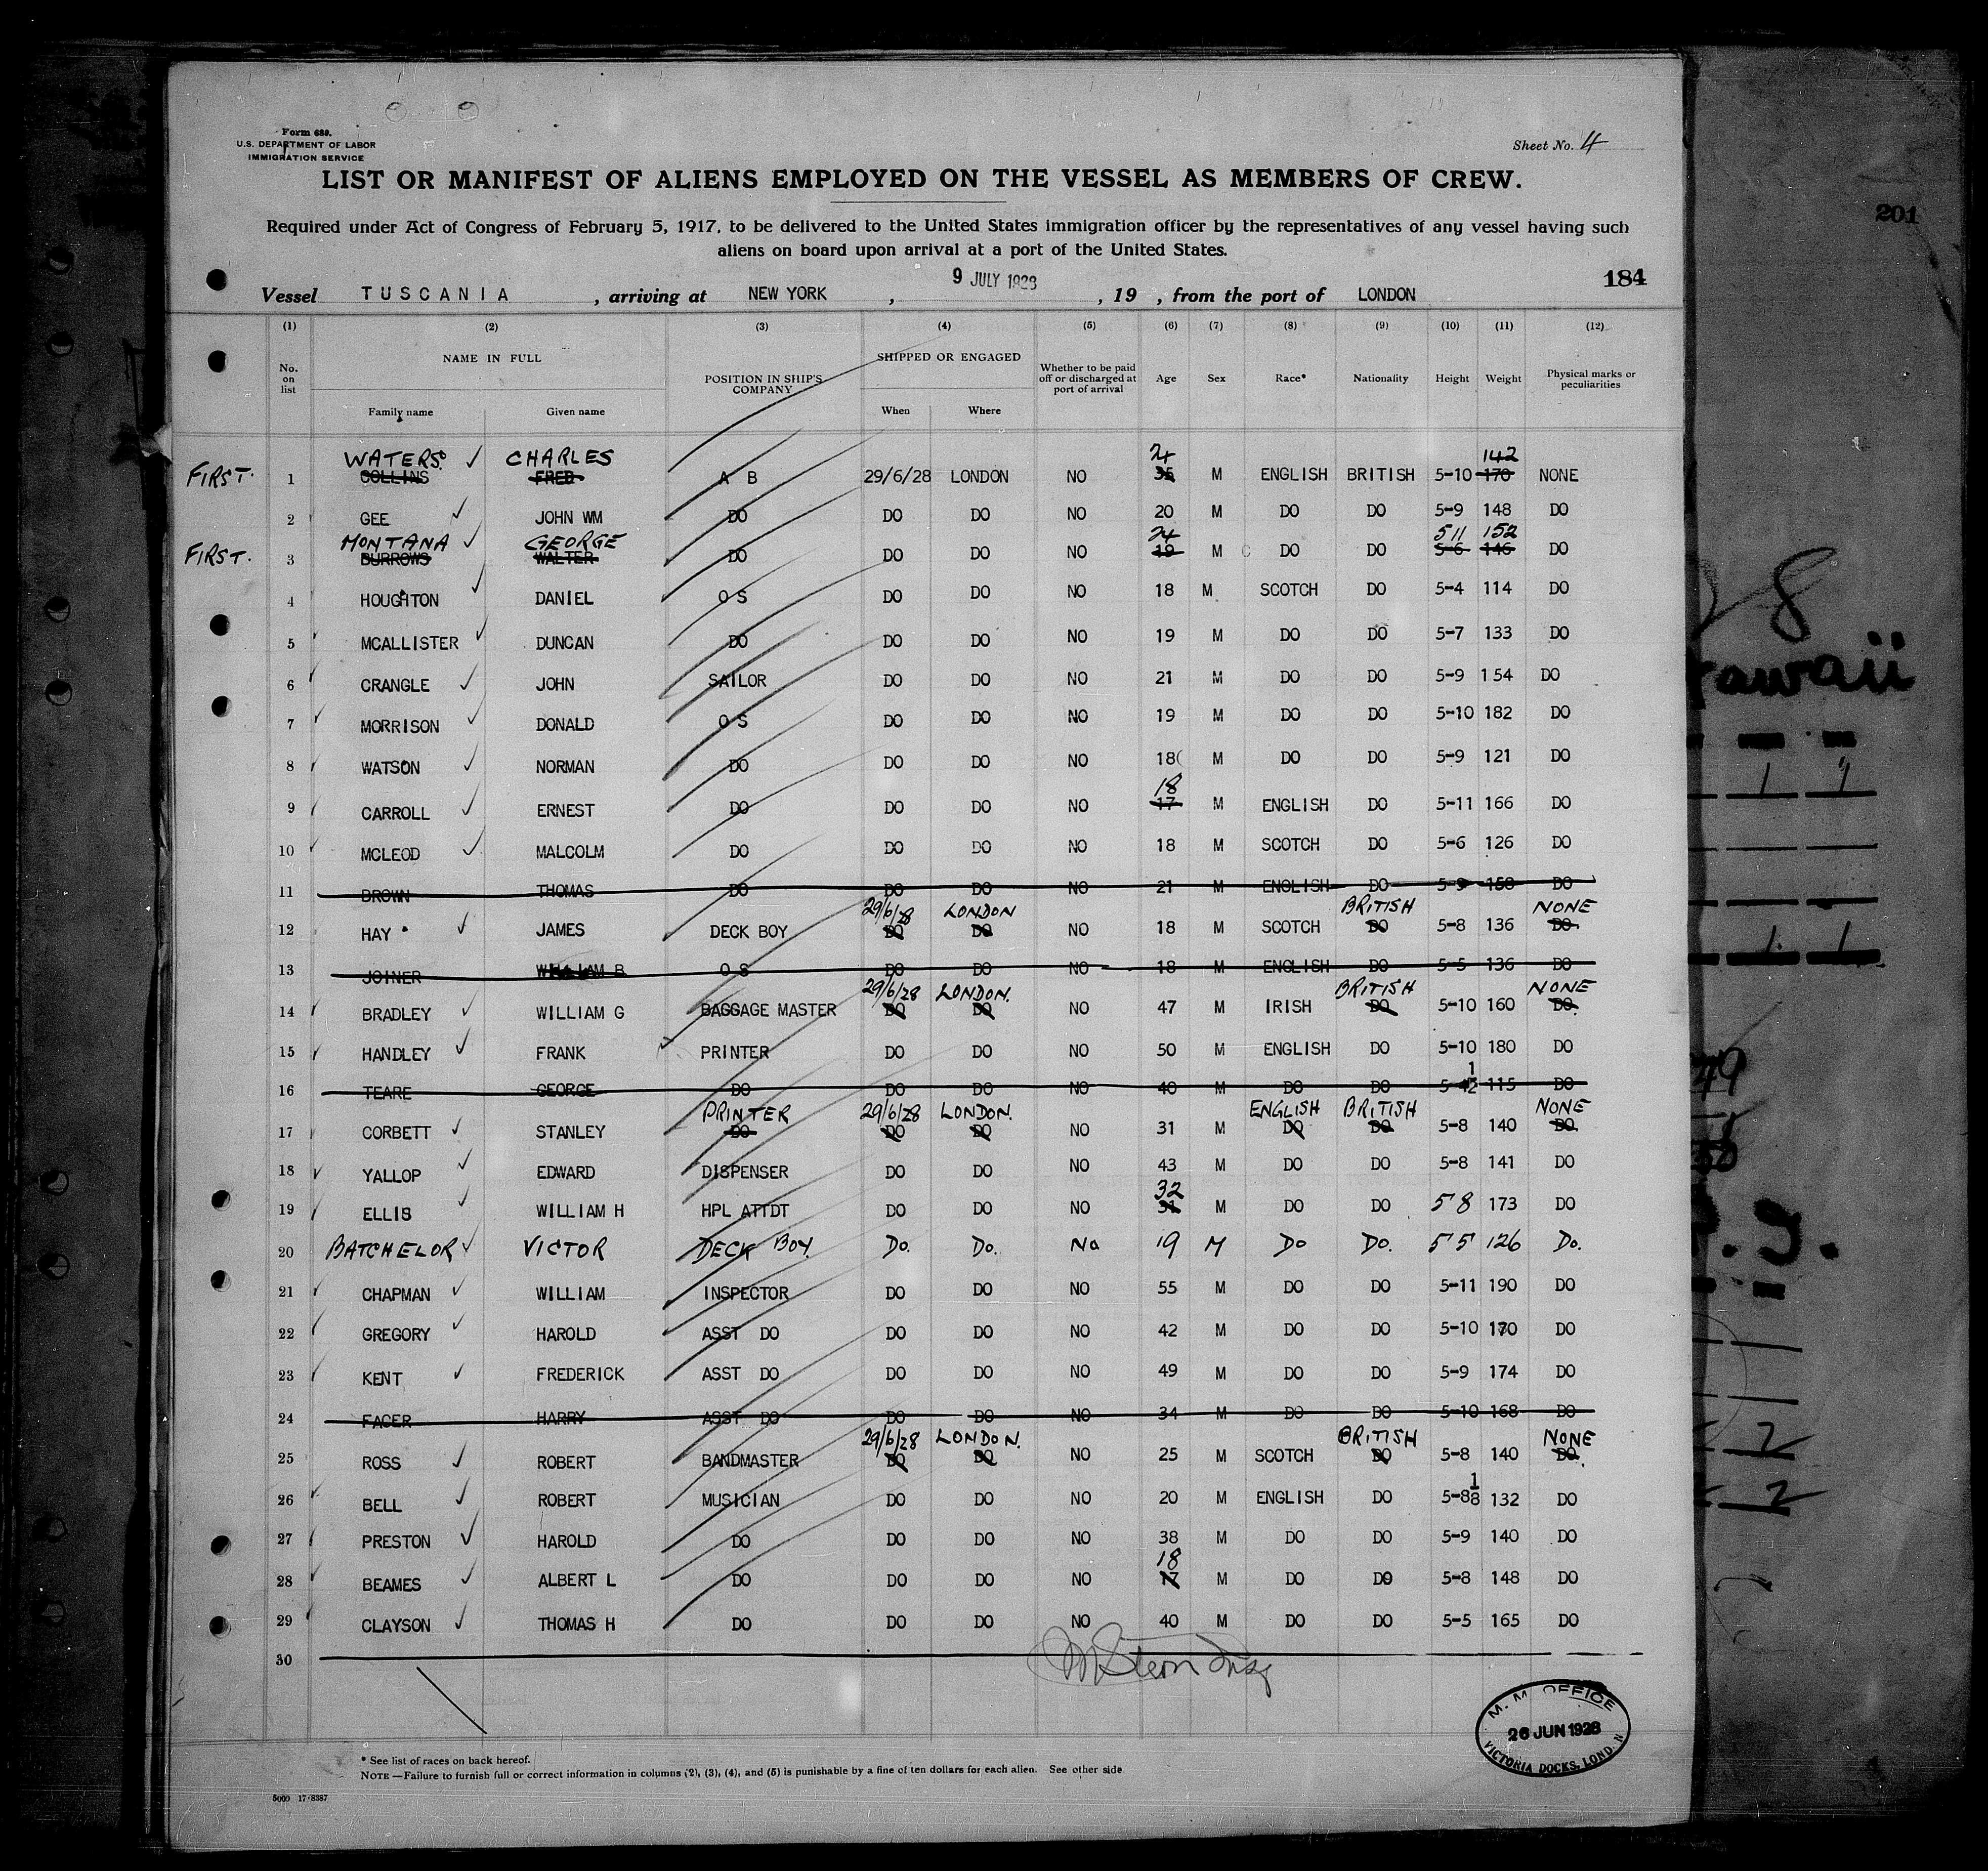 Form 689.
U.S. DEPARTMENT OF LABOR
IMMIGRATION SERVICE
Sheet No. 4
LIST OR MANIFEST OF ALIENS EMPLOYED ON THE VESSEL AS MEMBERS OF CREW.
201
Required under Act of Congress of February 5, 1917, to be delivered to the United States immigration officer by the representatives of any vessel having such
aliens on board upon arrival at a port of the United States.
184
Vessel TUSCANIA , arriving at NEW YORK , 9 JULY 1928 , 19 , from the port of LONDON
(1) (2) (3) (4) (5) (6) (7) (8) (9) (10) (11) (12)
No. on list NAME IN FULL POSITION IN SHIP'S COMPANY SHIPPED OR ENGAGED Whether to be paid off or discharged at port of arrival Age Sex Race* Nationality Height Weight Physical marks or peculiarities
Family name Given name When Where
WATERS CHARLES 24 142
FIRST. 1 COLLINS FRED A B 29/6/28 LONDON NO 35 M ENGLISH BRITISH 5-10 170 NONE
2 GEE JOHN WM DO DO DO NO 20 M DO DO 5-9 148 DO
MONTANA GEORGE 24 5 11 152
FIRST. 3 BURROWS WALTER DO DO DO NO 19 M DO DO 5-6 146 DO
4 HOUGHTON DANIEL O S DO DO NO 18 M SCOTCH DO 5-4 114 DO
5 MCALLISTER DUNCAN DO DO DO NO 19 M DO DO 5-7 133 DO
6 CRANGLE JOHN SAILOR DO DO NO 21 M DO DO 5-9 154 DO
7 MORRISON DONALD O S DO DO NO 19 M DO DO 5-10 182 DO
8 WATSON NORMAN DO DO DO NO 18 M DO DO 5-9 121 DO
18
9 CARROLL ERNEST DO DO DO NO 17 M ENGLISH DO 5-11 166 DO
10 MCLEOD MALCOLM DO DO DO NO 18 M SCOTCH DO 5-6 126 DO
11 BROWN THOMAS DO DO DO NO 21 M ENGLISH DO 5-9 158 DO
29/6/28 LONDON BRITISH NONE
12 HAY JAMES DECK BOY DO DO NO 18 M SCOTCH DO 5-8 136 DO
13 JOINER WILLIAM B O S DO DO NO 18 M ENGLISH DO 5-5 136 DO
29/6/28 LONDON. BRITISH NONE
14 BRADLEY WILLIAM G BAGGAGE MASTER DO DO NO 47 M IRISH DO 5-10 160 DO
15 HANDLEY FRANK PRINTER DO DO NO 50 M ENGLISH DO 5-10 180 DO
16 TEARE GEORGE DO DO DO NO 40 M DO DO 5-4½ 115 DO
PRINTER 29/6/28 LONDON. ENGLISH BRITISH NONE
17 CORBETT STANLEY DO DO DO NO 31 M DO DO 5-8 140 DO
18 YALLOP EDWARD DISPENSER DO DO NO 43 M DO DO 5-8 141 DO
32
19 ELLIS WILLIAM H HPL ATTDT DO DO NO 31 M DO DO 5 8 173 DO
20 BATCHELOR VICTOR DECK BOY Do. Do. No 19 M Do Do. 5 5 126 Do.
21 CHAPMAN WILLIAM INSPECTOR DO DO NO 55 M DO DO 5-11 190 DO
22 GREGORY HAROLD ASST DO DO DO NO 42 M DO DO 5-10 170 DO
23 KENT FREDERICK ASST DO DO DO NO 49 M DO DO 5-9 174 DO
24 FACER HARRY ASST DO DO DO NO 34 M DO DO 5-10 168 DO
29/6/28 LONDON. BRITISH NONE
25 ROSS ROBERT BANDMASTER DO DO NO 25 M SCOTCH DO 5-8 140 DO
26 BELL ROBERT MUSICIAN DO DO NO 20 M ENGLISH DO 5-8⅛ 132 DO
27 PRESTON HAROLD DO DO DO NO 38 M DO DO 5-9 140 DO
18
28 BEAMES ALBERT L DO DO DO NO 17 M DO DO 5-8 148 DO
29 CLAYSON THOMAS H DO DO DO NO 40 M DO DO 5-5 165 DO
30
M. M. OFFICE
26 JUN 1928
VICTORIA DOCKS, LOND. N
* See list of races on back hereof.
NOTE.—Failure to furnish full or correct information in columns (2), (3), (4), and (5) is punishable by a fine of ten dollars for each alien. See other side
5000 17-8387